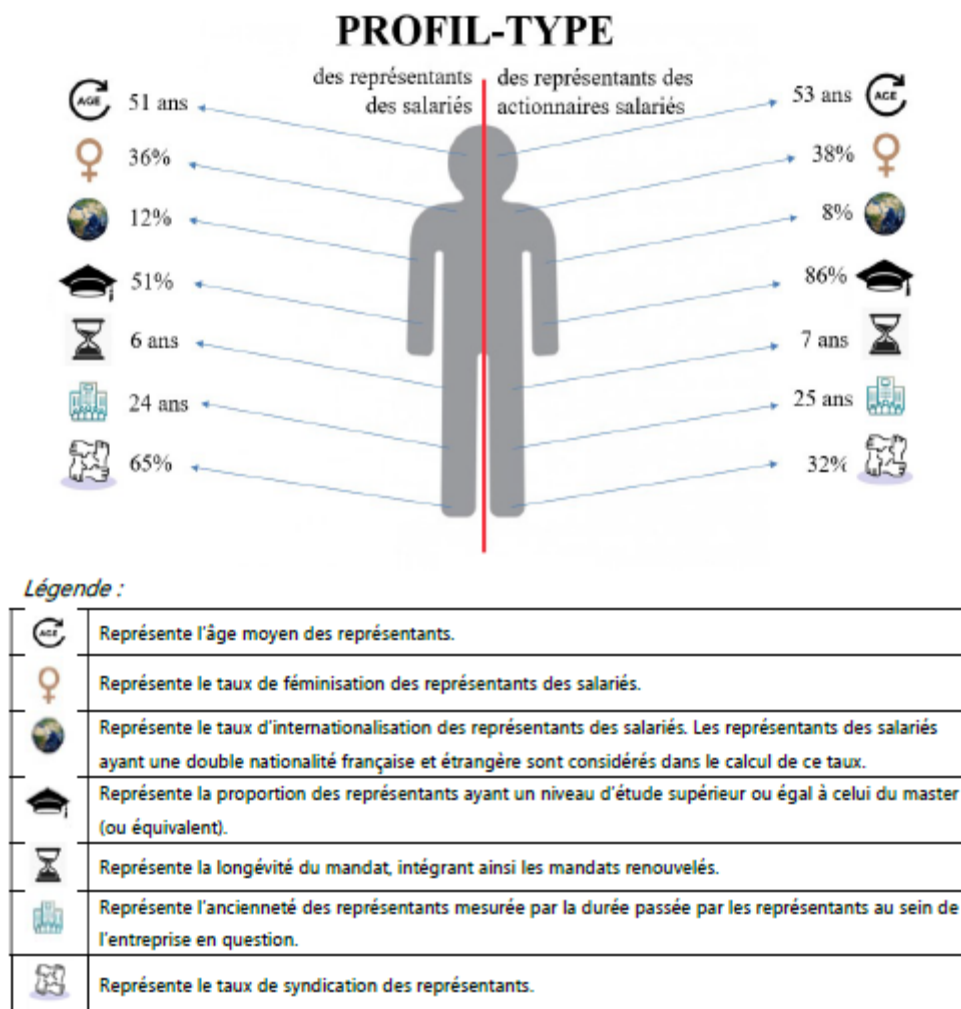 PROFIL-TYPE
des représentants
des salariés
des représentants des
actionnaires salariés
AGE 51 ans
36%
12%
51%
6 ans
24 ans
65%
53 ans AGE
38%
8%
86%
7 ans
25 ans
32%
Légende :
AGE Représente l'âge moyen des représentants.
Représente le taux de féminisation des représentants des salariés.
Représente le taux d'internationalisation des représentants des salariés. Les représentants des salariés
ayant une double nationalité française et étrangère sont considérés dans le calcul de ce taux.
Représente la proportion des représentants ayant un niveau d'étude supérieur ou égal à celui du master
(ou équivalent).
Représente la longévité du mandat, intégrant ainsi les mandats renouvelés.
Représente l'ancienneté des représentants mesurée par la durée passée par les représentants au sein de
l'entreprise en question.
Représente le taux de syndication des représentants.